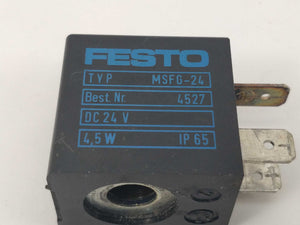 FESTO
TYP MSFG-24
Best. Nr. 4527
DC 24 V
4,5 W IP 65